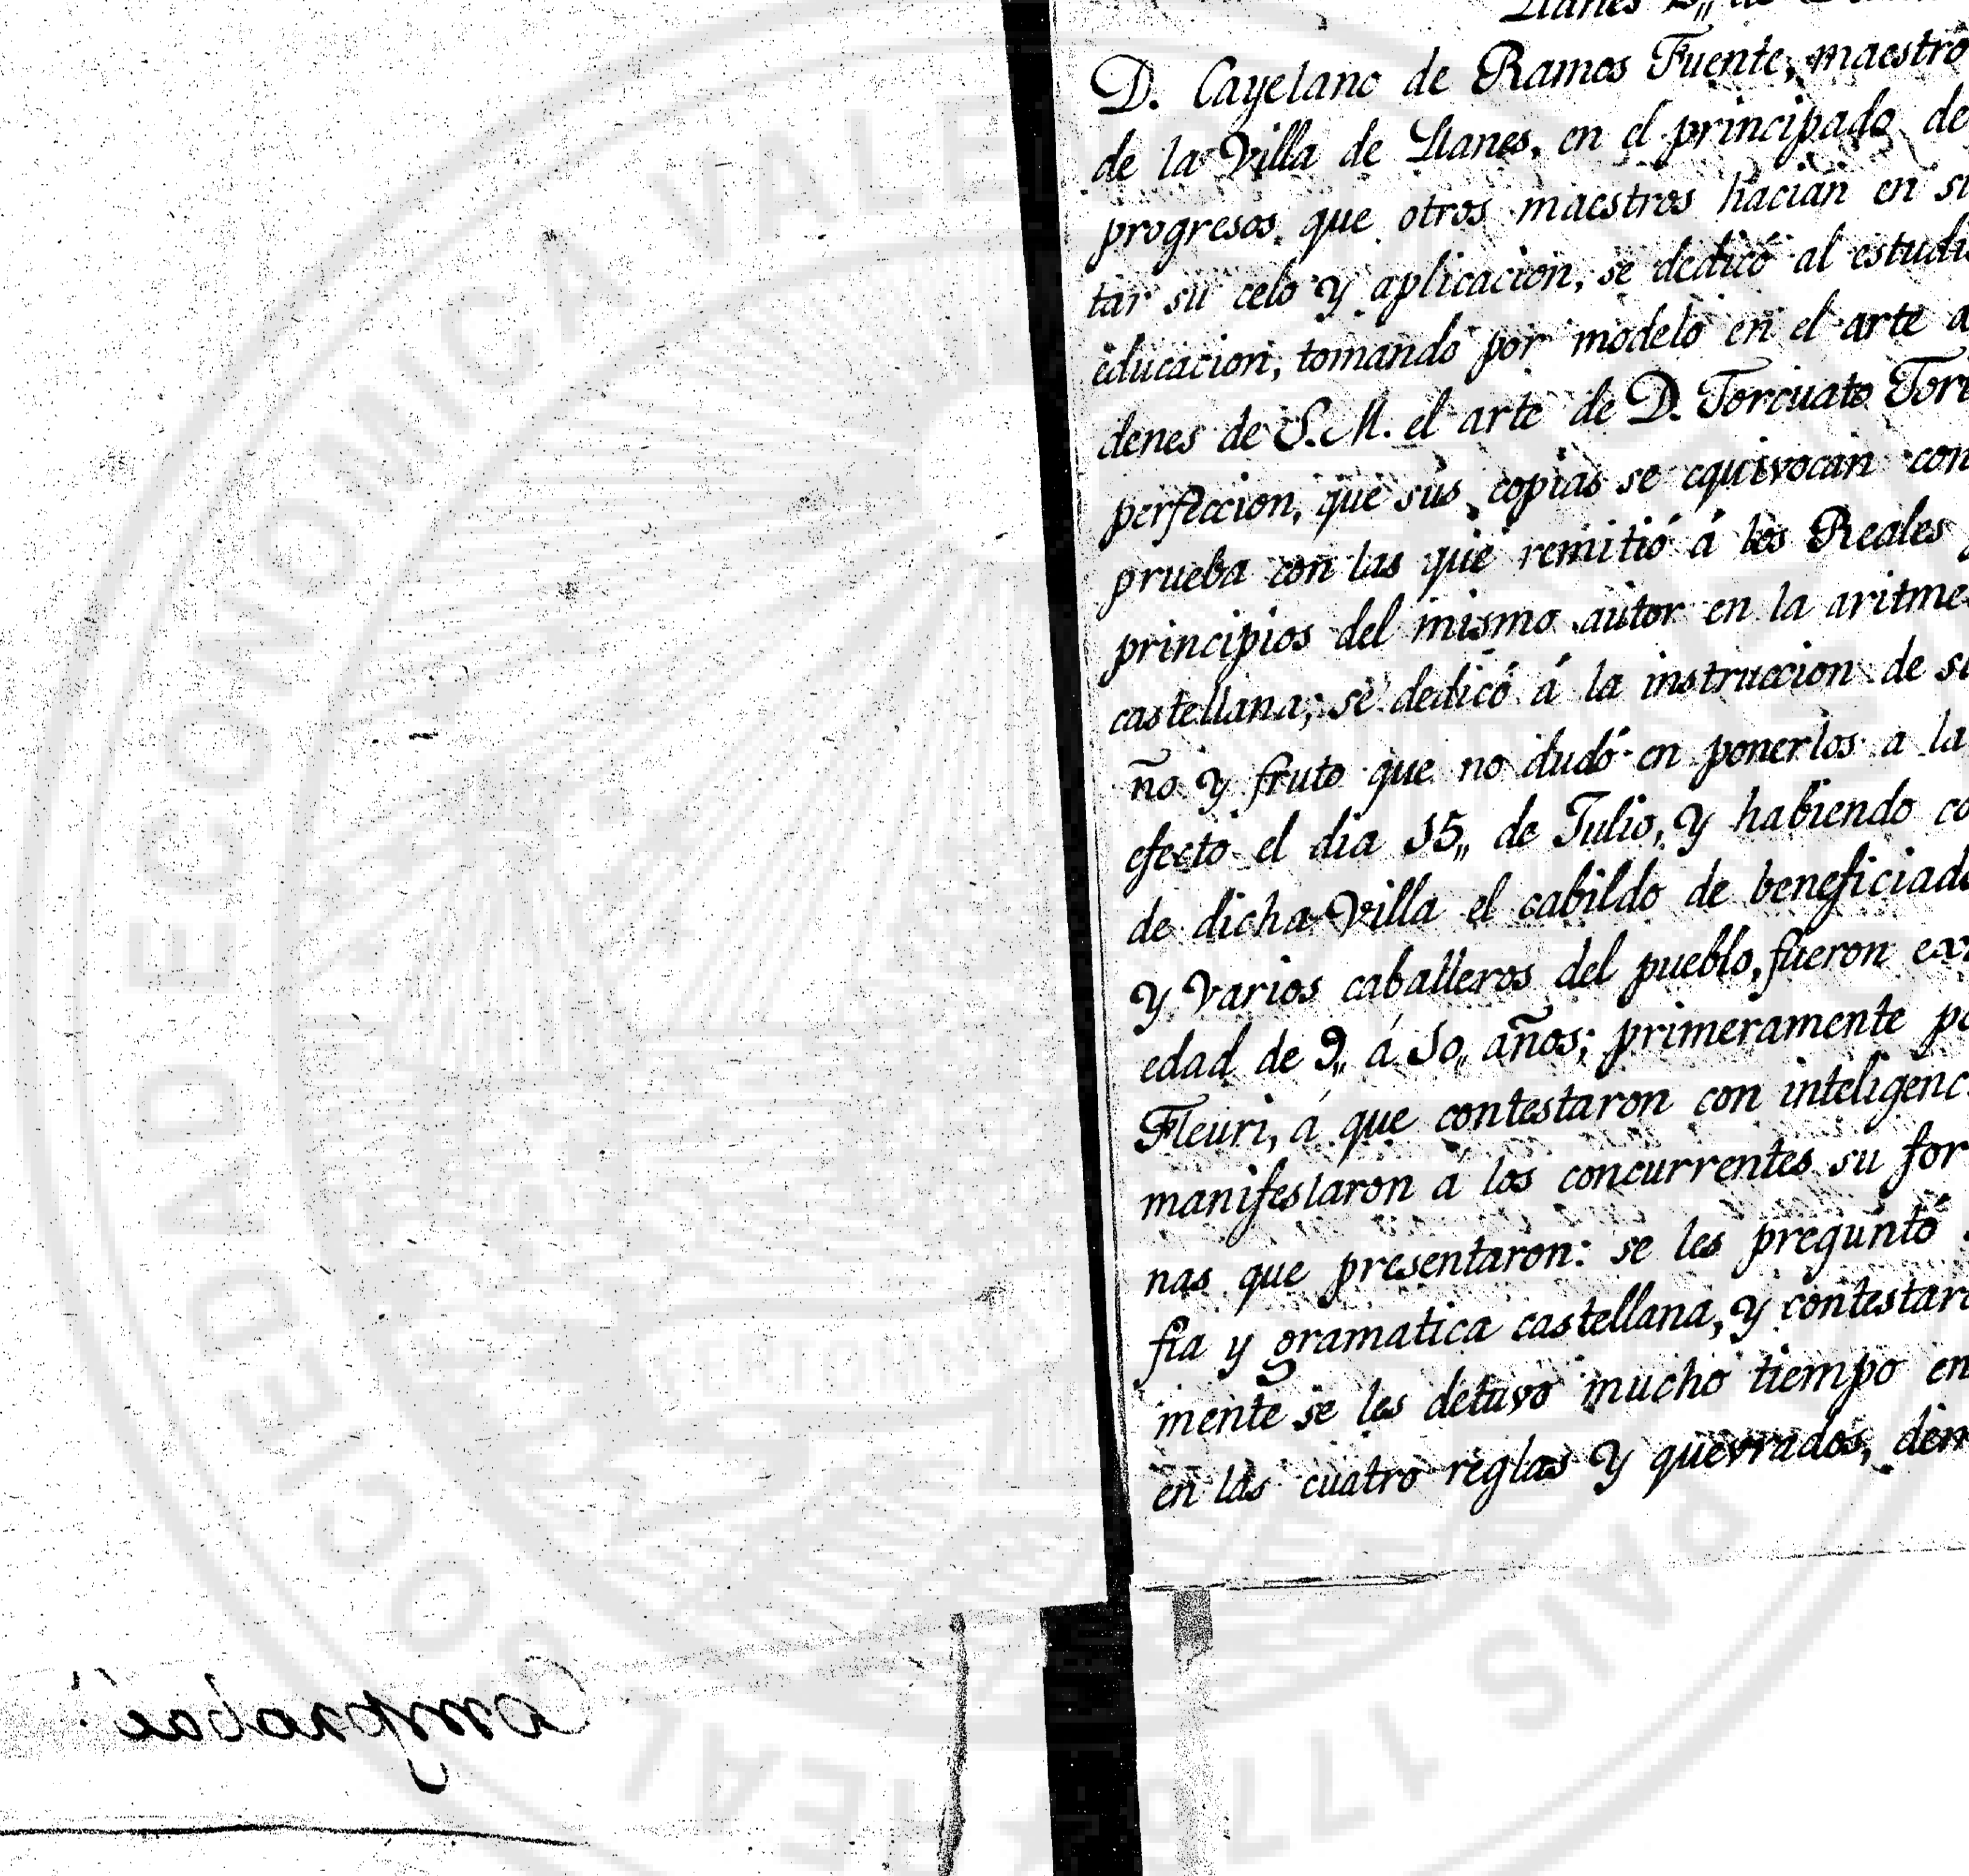 Llanes 2,, de
D. Cayetano de Ramos Fuente, maestro
de la Villa de Llanes, en el principado de
progresos que otros maestros hacian en su
tar su celo y aplicacion, se dedicó al estudi
educacion, tomando por modelo en el arte a
denes de S.M. el arte de D. Torcuato Tor
perfeccion, que sus copias se equivocan con
prueba con las que remitió á los Reales
principios del mismo autor en la aritme
castellana, se dedicó á la instruccion de su
ño y fruto que no dudó en ponerlos a la
efecto el dia 15,, de Julio, y habiendo co
de dicha Villa el cabildo de beneficiad
y varios caballeros del pueblo, fueron ex
edad de 9,, á 10,, años; primeramente po
Fleuri, á que contestaron con inteligenc
manifestaron á los concurrentes su for
nas que presentaron: se les preguntó
fia y gramatica castellana, y contestar
mente se les detuvo mucho tiempo en
en las cuatro reglas y quevrados, dem